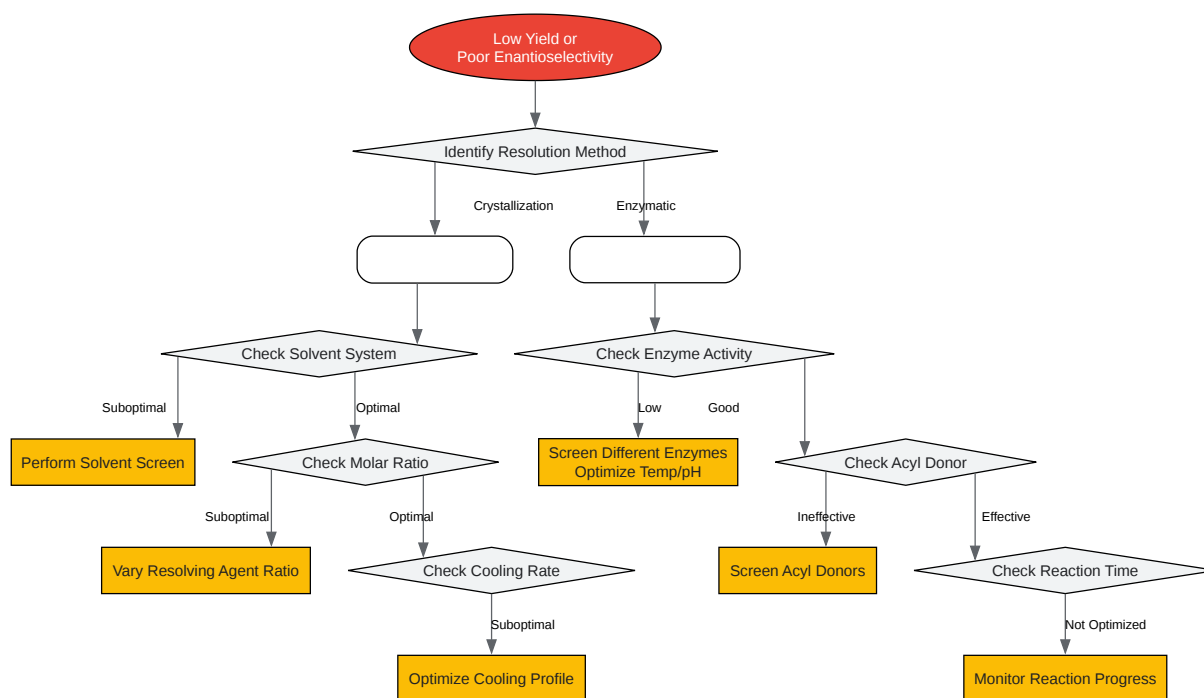 Low Yield or
Poor Enantioselectivity
Identify Resolution Method
Crystallization
Enzymatic
Check Solvent System
Check Enzyme Activity
Suboptimal
Optimal
Low
Good
Perform Solvent Screen
Check Molar Ratio
Screen Different Enzymes
Optimize Temp/pH
Check Acyl Donor
Suboptimal
Optimal
Ineffective
Effective
Vary Resolving Agent Ratio
Check Cooling Rate
Screen Acyl Donors
Check Reaction Time
Suboptimal
Not Optimized
Optimize Cooling Profile
Monitor Reaction Progress